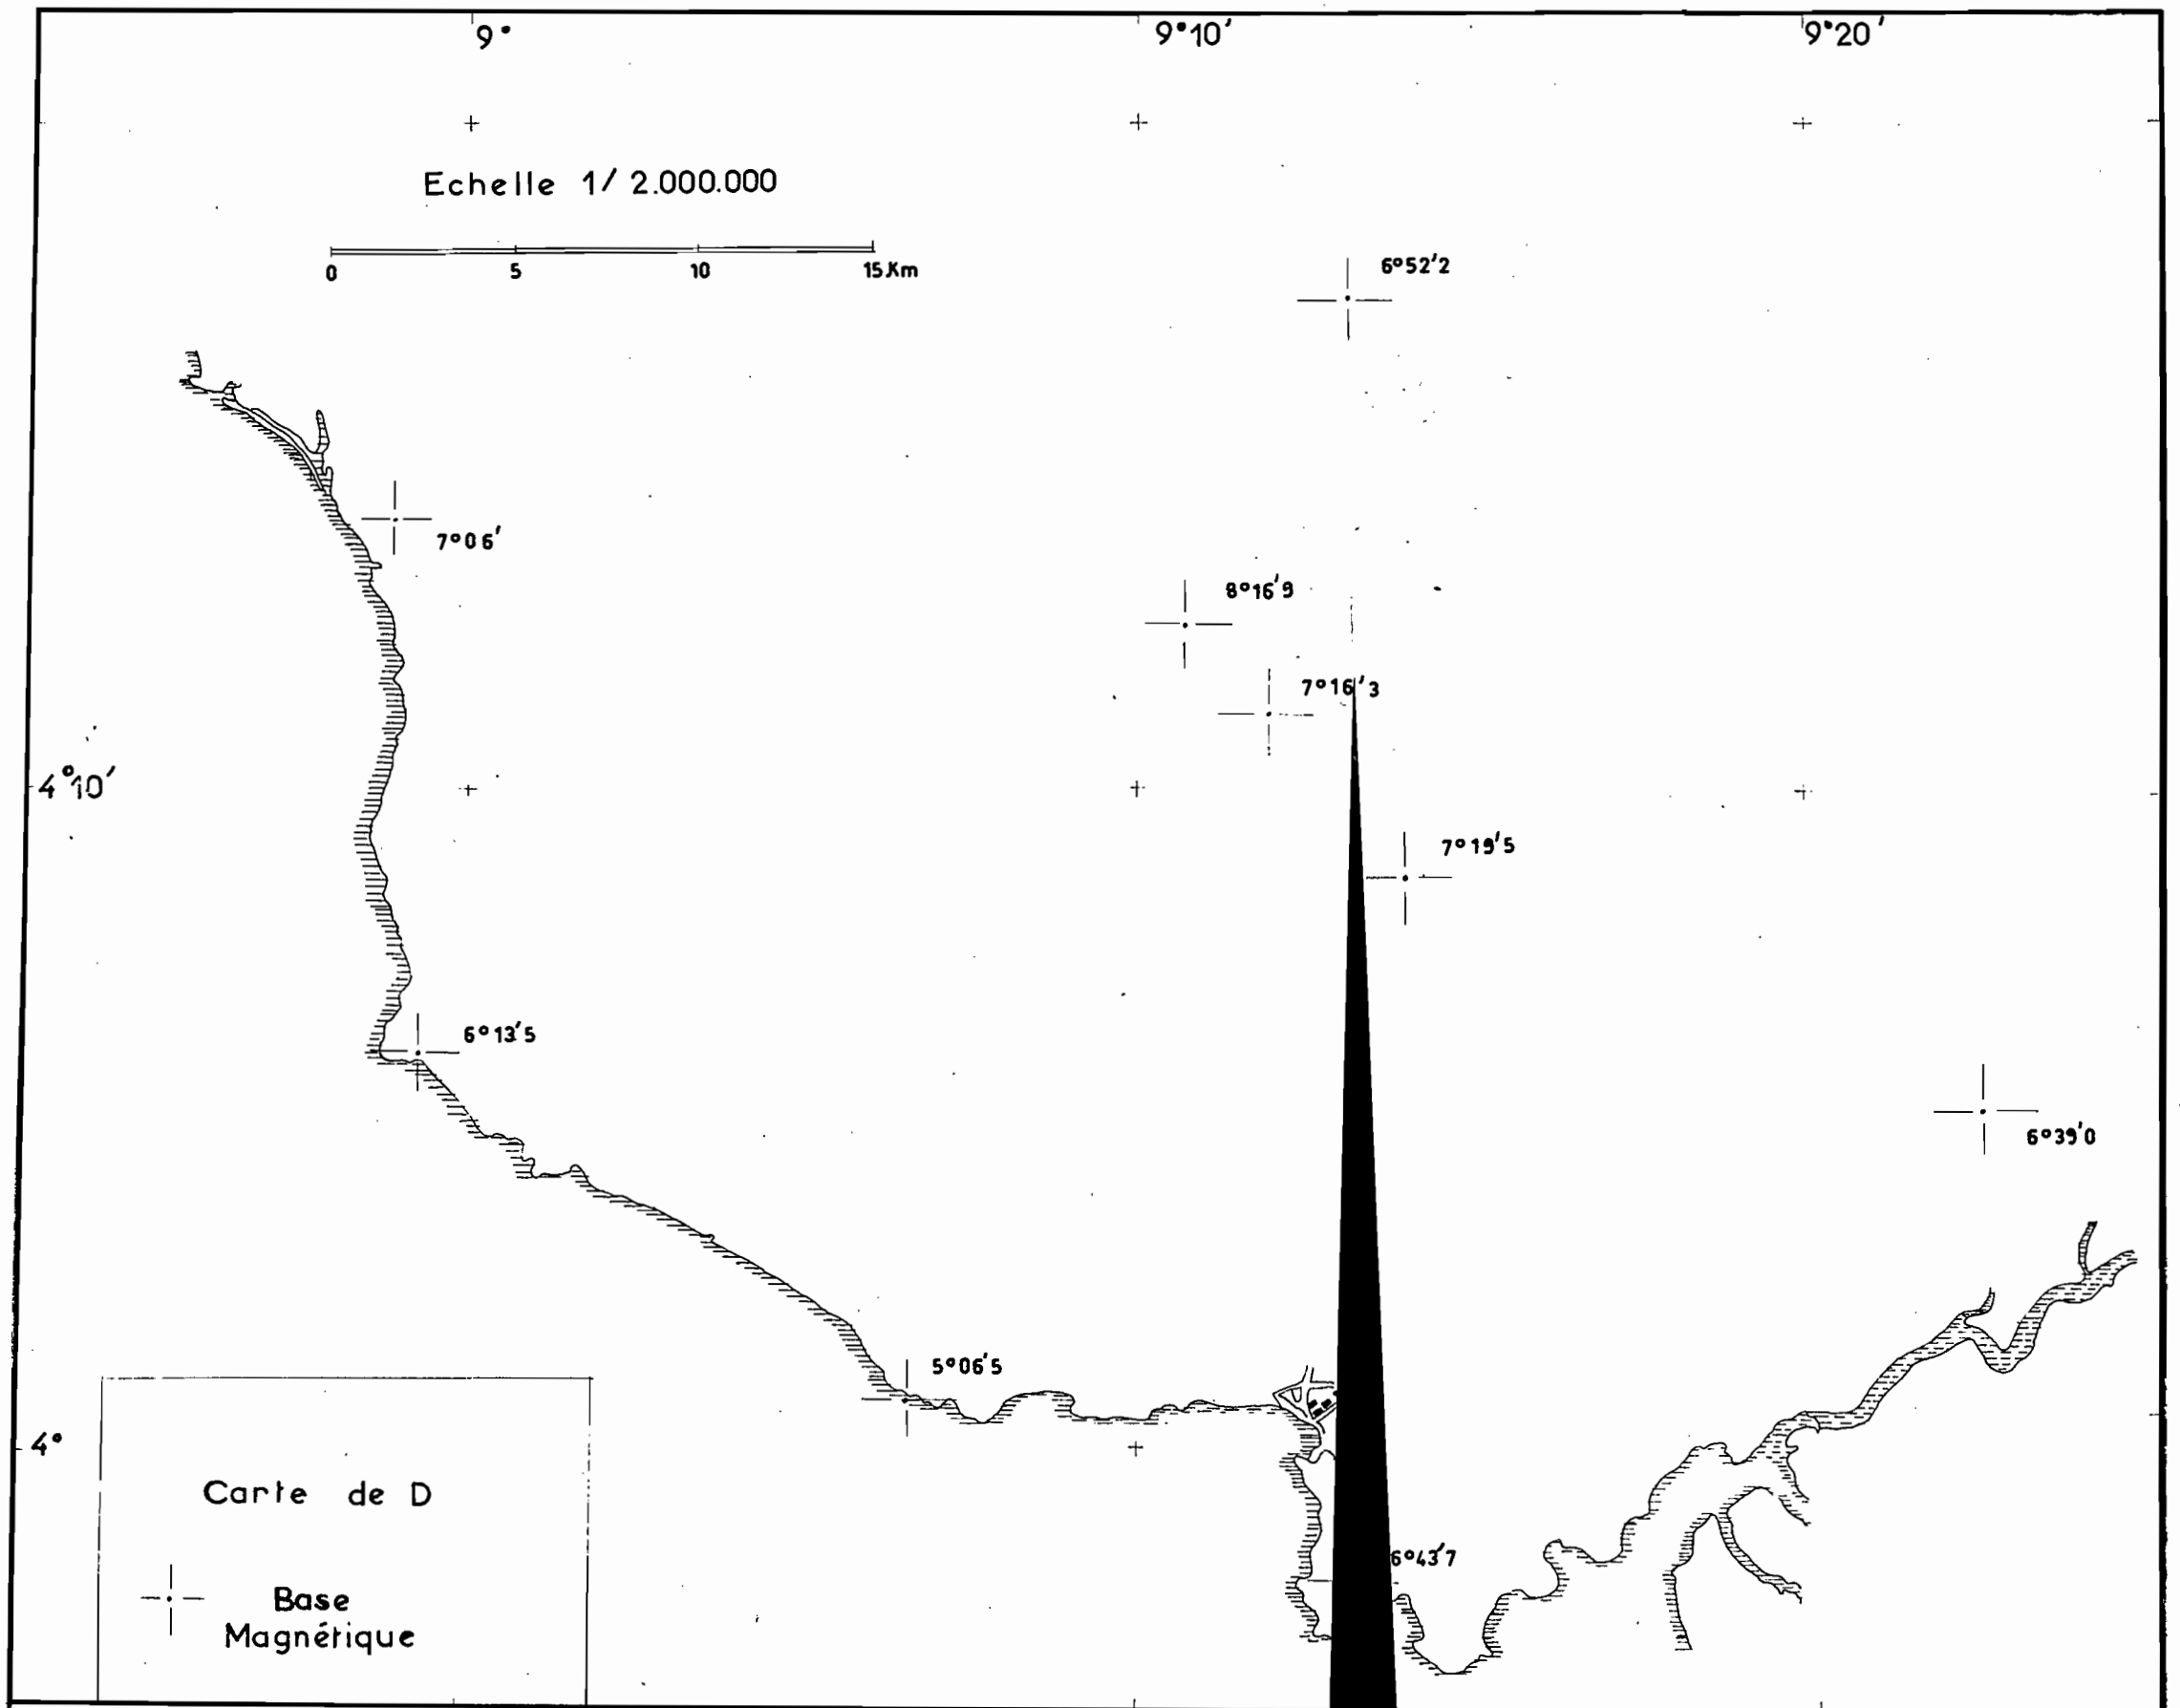 9° 9°10′ 9°20′
Echelle 1/ 2.000.000
0 5 10 15 Km
6°52′2
7°06′
8°16′9
7°16′3
4°10′
7°19′5
6°13′5
6°39′0
5°06′5
4°
Carte de D
6°43′7
Base
Magnétique